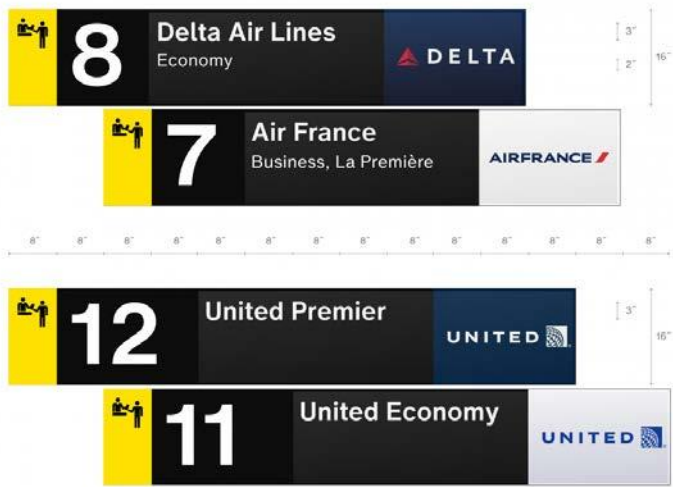 8
Delta Air Lines
Economy
DELTA
3"
2"
16"
7
Air France
Business, La Première
AIRFRANCE
8" 8" 8" 8" 8" 8" 8" 8" 8" 8" 8" 8" 8" 8"
12
United Premier
UNITED
3"
16"
11
United Economy
UNITED